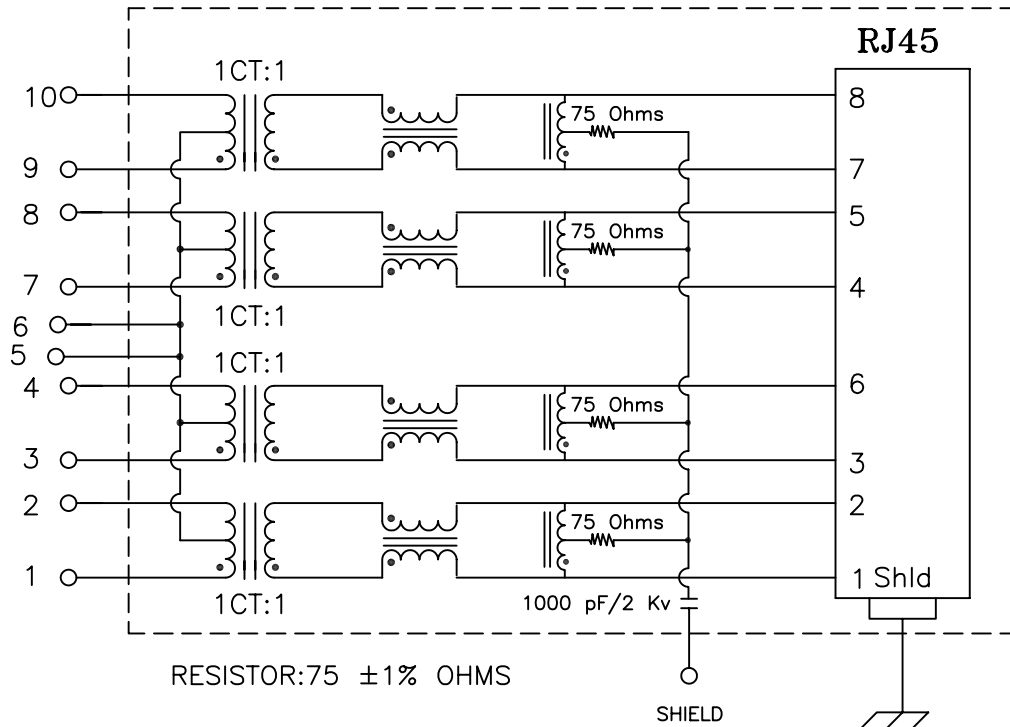 RJ45
1CT:1
10
8
75 Ohms
9
7
8
5
75 Ohms
7
4
1CT:1
6
5
1CT:1
4
6
75 Ohms
3
3
2
2
75 Ohms
1
1 Shld
1CT:1
1000 pF/2 Kv
RESISTOR:75 ±1% OHMS
SHIELD